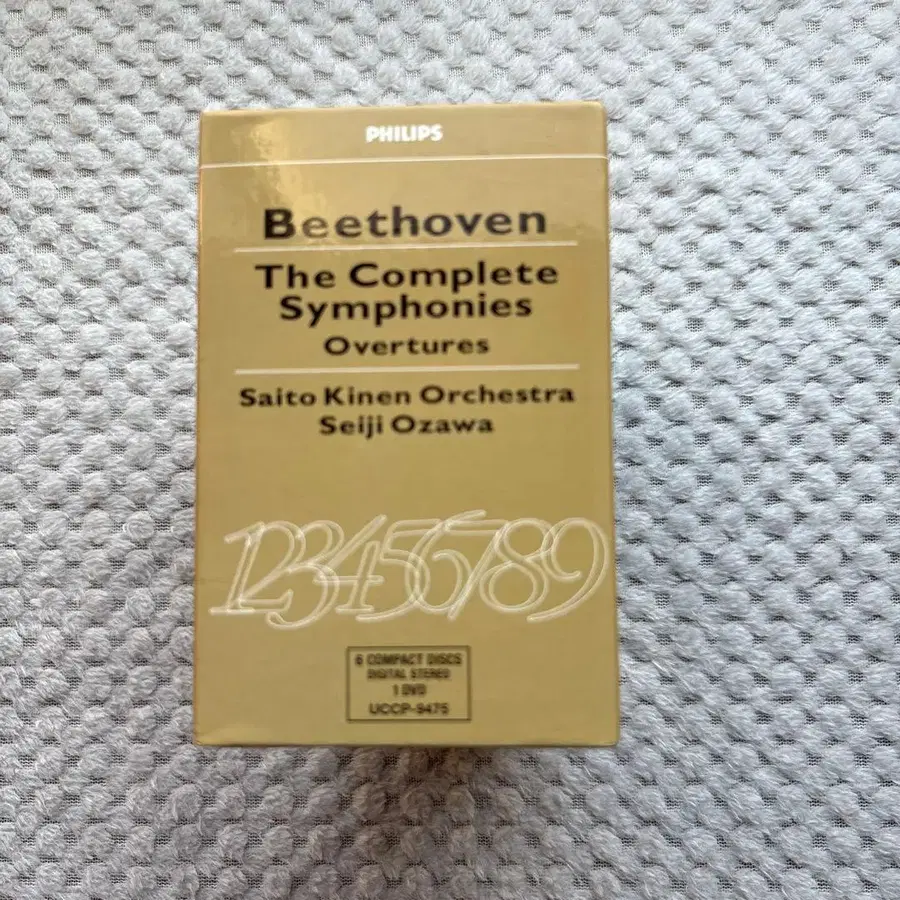 PHILIPS
Beethoven
The Complete
Symphonies
Overtures
Saito Kinen Orchestra
Seiji Ozawa
123456789
6 COMPACT DISCS
DIGITAL STEREO
1 DVD
UCCP-9475